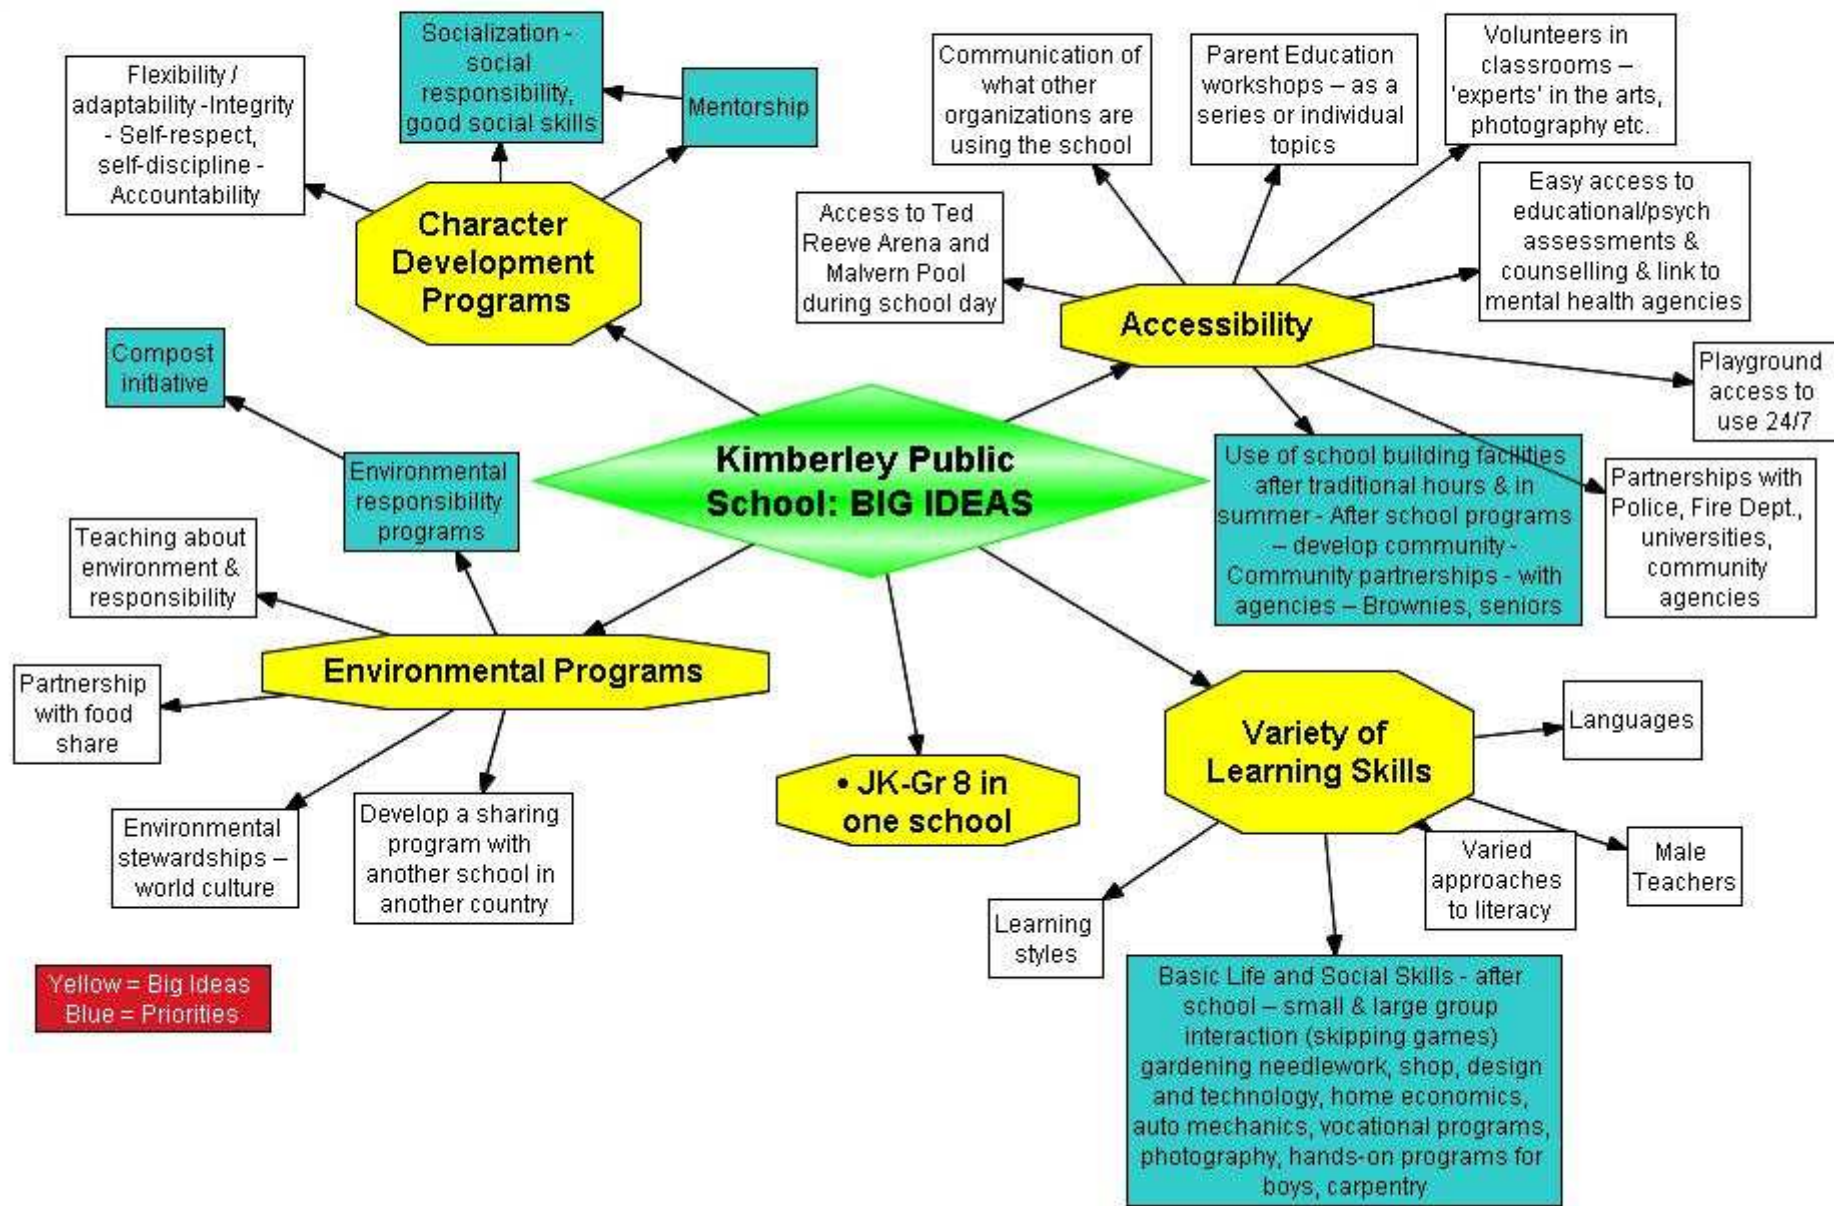 Flexibility /
adaptability -Integrity
- Self-respect,
self-discipline -
Accountability
Socialization -
social
responsibility,
good social skills
Mentorship
Character
Development
Programs
Communication of
what other
organizations are
using the school
Parent Education
workshops – as a
series or individual
topics
Volunteers in
classrooms –
'experts' in the arts,
photography etc.
Access to Ted
Reeve Arena and
Malvern Pool
during school day
Easy access to
educational/psych
assessments &
counselling & link to
mental health agencies
Accessibility
Playground
access to
use 24/7
Compost
initiative
Environmental
responsibility
programs
Kimberley Public
School: BIG IDEAS
Use of school building facilities
after traditional hours & in
summer - After school programs
– develop community -
Community partnerships - with
agencies – Brownies, seniors
Partnerships with
Police, Fire Dept.,
universities,
community
agencies
Teaching about
environment &
responsibility
Environmental Programs
Partnership
with food
share
Environmental
stewardships –
world culture
Develop a sharing
program with
another school in
another country
• JK-Gr 8 in
one school
Variety of
Learning Skills
Languages
Learning
styles
Varied
approaches
to literacy
Male
Teachers
Basic Life and Social Skills - after
school – small & large group
interaction (skipping games)
gardening needlework, shop, design
and technology, home economics,
auto mechanics, vocational programs,
photography, hands-on programs for
boys, carpentry
Yellow = Big Ideas
Blue = Priorities